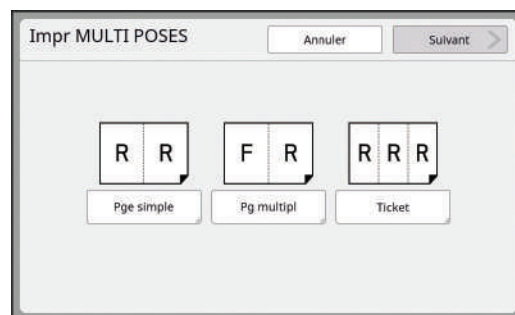 Impr MULTI POSES
Annuler
Suivant
R R
F R
R R R
Pge simple
Pg multipl
Ticket